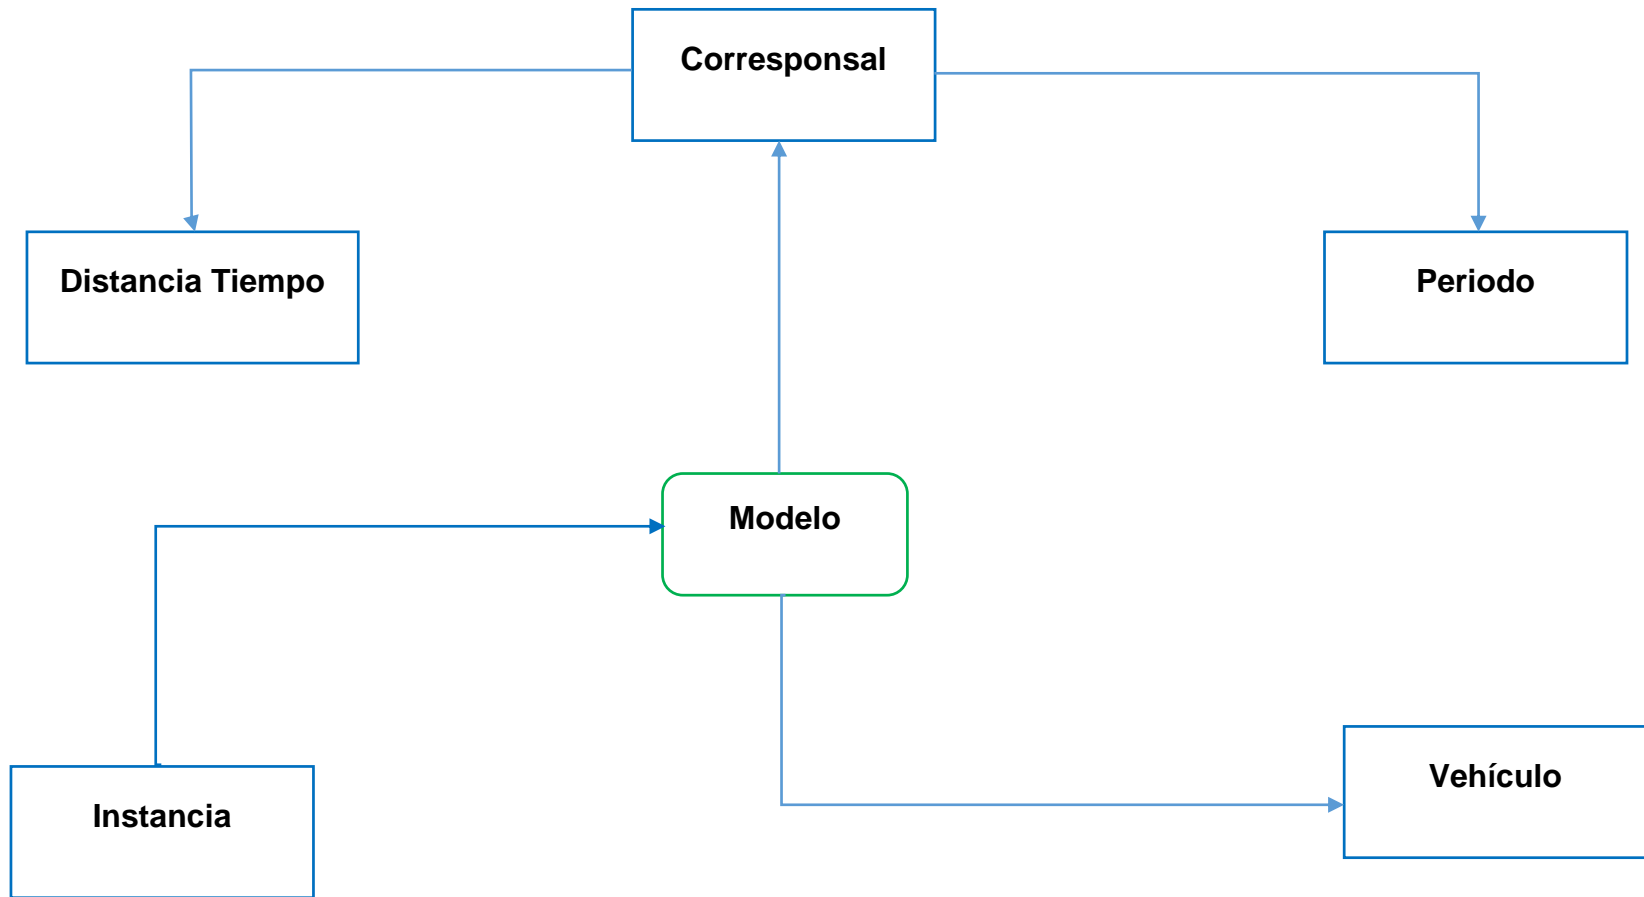 Corresponsal
Distancia Tiempo
Periodo
Modelo
Vehículo
Instancia